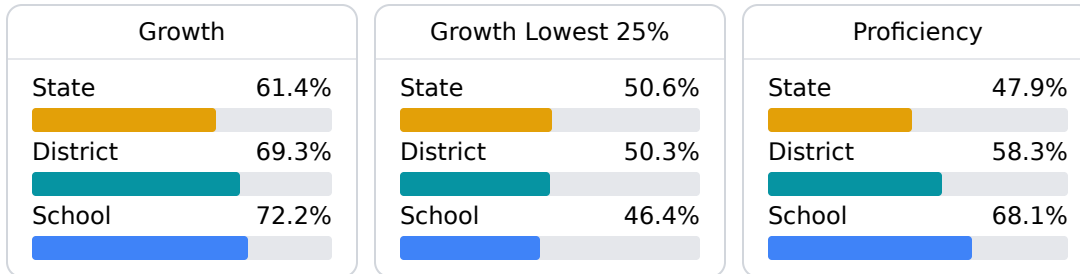 Growth
State 61.4%
District 69.3%
School 72.2%
Growth Lowest 25%
State 50.6%
District 50.3%
School 46.4%
Proficiency
State 47.9%
District 58.3%
School 68.1%